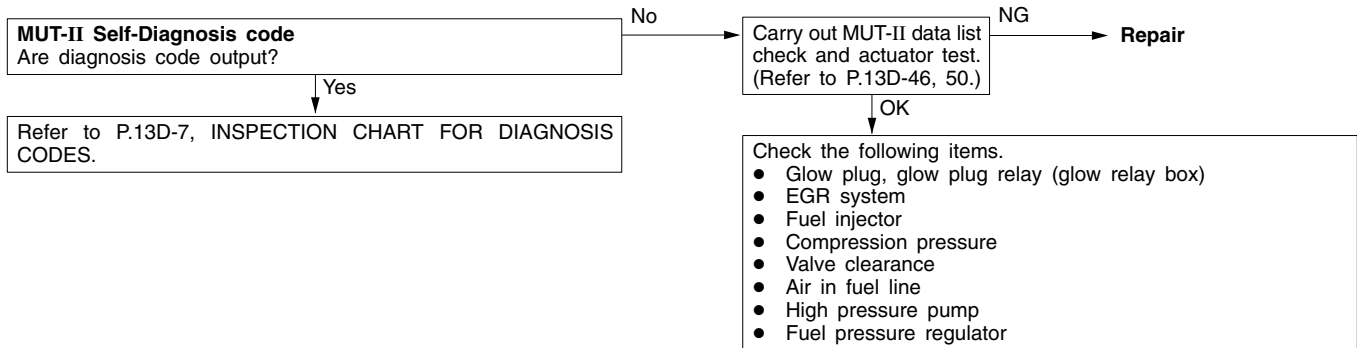 MUT-II Self-Diagnosis code
Are diagnosis code output?
No
Carry out MUT-II data list
check and actuator test.
(Refer to P.13D-46, 50.)
NG
Repair
Yes
OK
Refer to P.13D-7, INSPECTION CHART FOR DIAGNOSIS
CODES.
Check the following items.
● Glow plug, glow plug relay (glow relay box)
● EGR system
● Fuel injector
● Compression pressure
● Valve clearance
● Air in fuel line
● High pressure pump
● Fuel pressure regulator